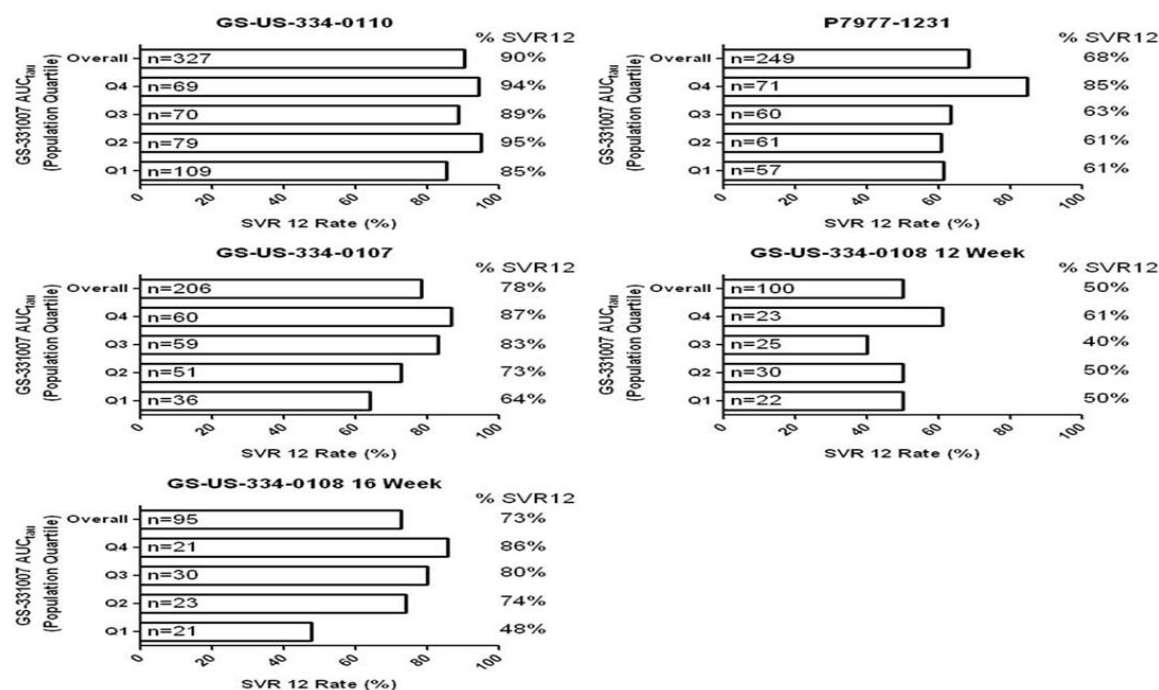 GS-US-334-0110
% SVR12
GS-331007 AUCtau
(Population Quartile)
Overall n=327 90%
Q4 n=69 94%
Q3 n=70 89%
Q2 n=79 95%
Q1 n=109 85%
0 20 40 60 80 100
SVR 12 Rate (%)
P7977-1231
% SVR12
GS-331007 AUCtau
(Population Quartile)
Overall n=249 68%
Q4 n=71 85%
Q3 n=60 63%
Q2 n=61 61%
Q1 n=57 61%
0 20 40 60 80 100
SVR 12 Rate (%)
GS-US-334-0107
% SVR12
GS-331007 AUCtau
(Population Quartile)
Overall n=206 78%
Q4 n=60 87%
Q3 n=59 83%
Q2 n=51 73%
Q1 n=36 64%
0 20 40 60 80 100
SVR 12 Rate (%)
GS-US-334-0108 12 Week
% SVR12
GS-331007 AUCtau
(Population Quartile)
Overall n=100 50%
Q4 n=23 61%
Q3 n=25 40%
Q2 n=30 50%
Q1 n=22 50%
0 20 40 60 80 100
SVR 12 Rate (%)
GS-US-334-0108 16 Week
% SVR12
GS-331007 AUCtau
(Population Quartile)
Overall n=95 73%
Q4 n=21 86%
Q3 n=30 80%
Q2 n=23 74%
Q1 n=21 48%
0 20 40 60 80 100
SVR 12 Rate (%)